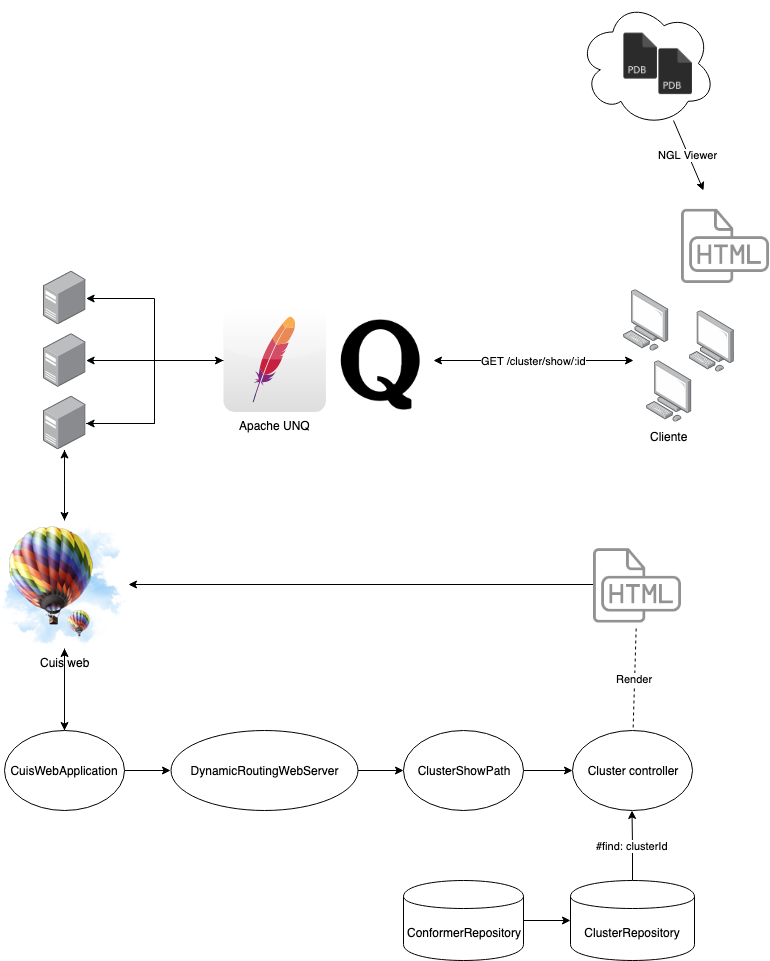 PDB
PDB
NGL Viewer
HTML
GET /cluster/show/:id
Q
Apache UNQ
Cliente
HTML
Cuis web
Render
CuisWebApplication
DynamicRoutingWebServer
ClusterShowPath
Cluster controller
#find: clusterId
ConformerRepository
ClusterRepository